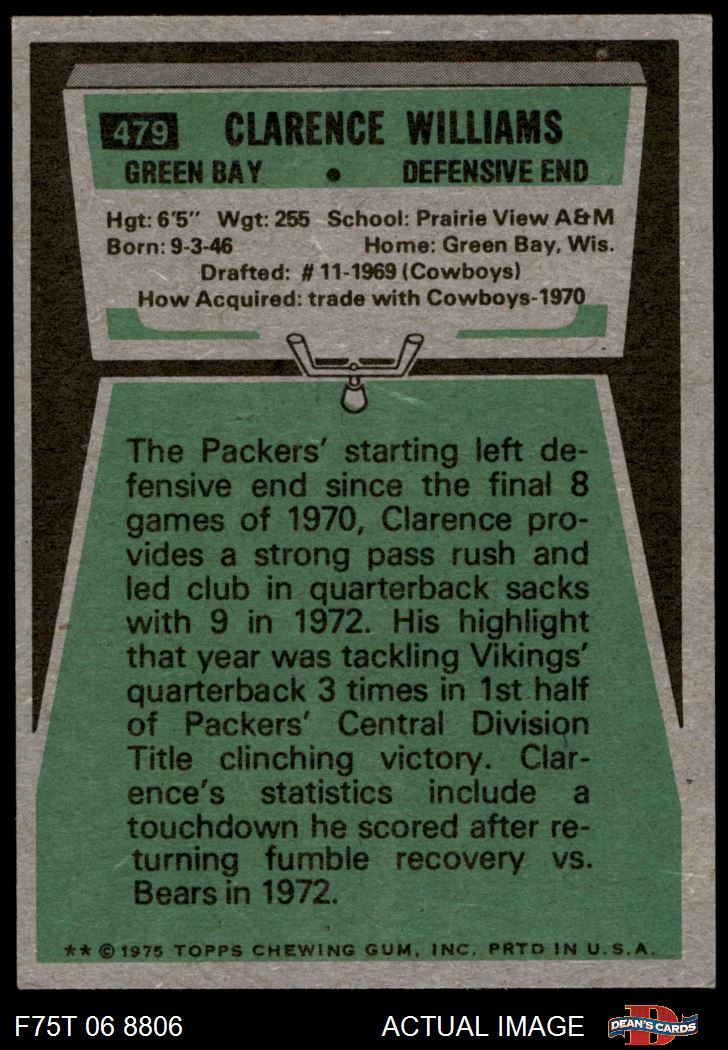 479 CLARENCE WILLIAMS
GREEN BAY • DEFENSIVE END
Hgt: 6'5" Wgt: 255 School: Prairie View A&M
Born: 9-3-46 Home: Green Bay, Wis.
Drafted: # 11-1969 (Cowboys)
How Acquired: trade with Cowboys-1970
The Packers' starting left de-
fensive end since the final 8
games of 1970, Clarence pro-
vides a strong pass rush and
led club in quarterback sacks
with 9 in 1972. His highlight
that year was tackling Vikings'
quarterback 3 times in 1st half
of Packers' Central Division
Title clinching victory. Clar-
ence's statistics include a
touchdown he scored after re-
turning fumble recovery vs.
Bears in 1972.
** © 1975 TOPPS CHEWING GUM, INC. PRTD IN U.S.A.
F75T 06 8806 ACTUAL IMAGE D DEAN'S CARDS